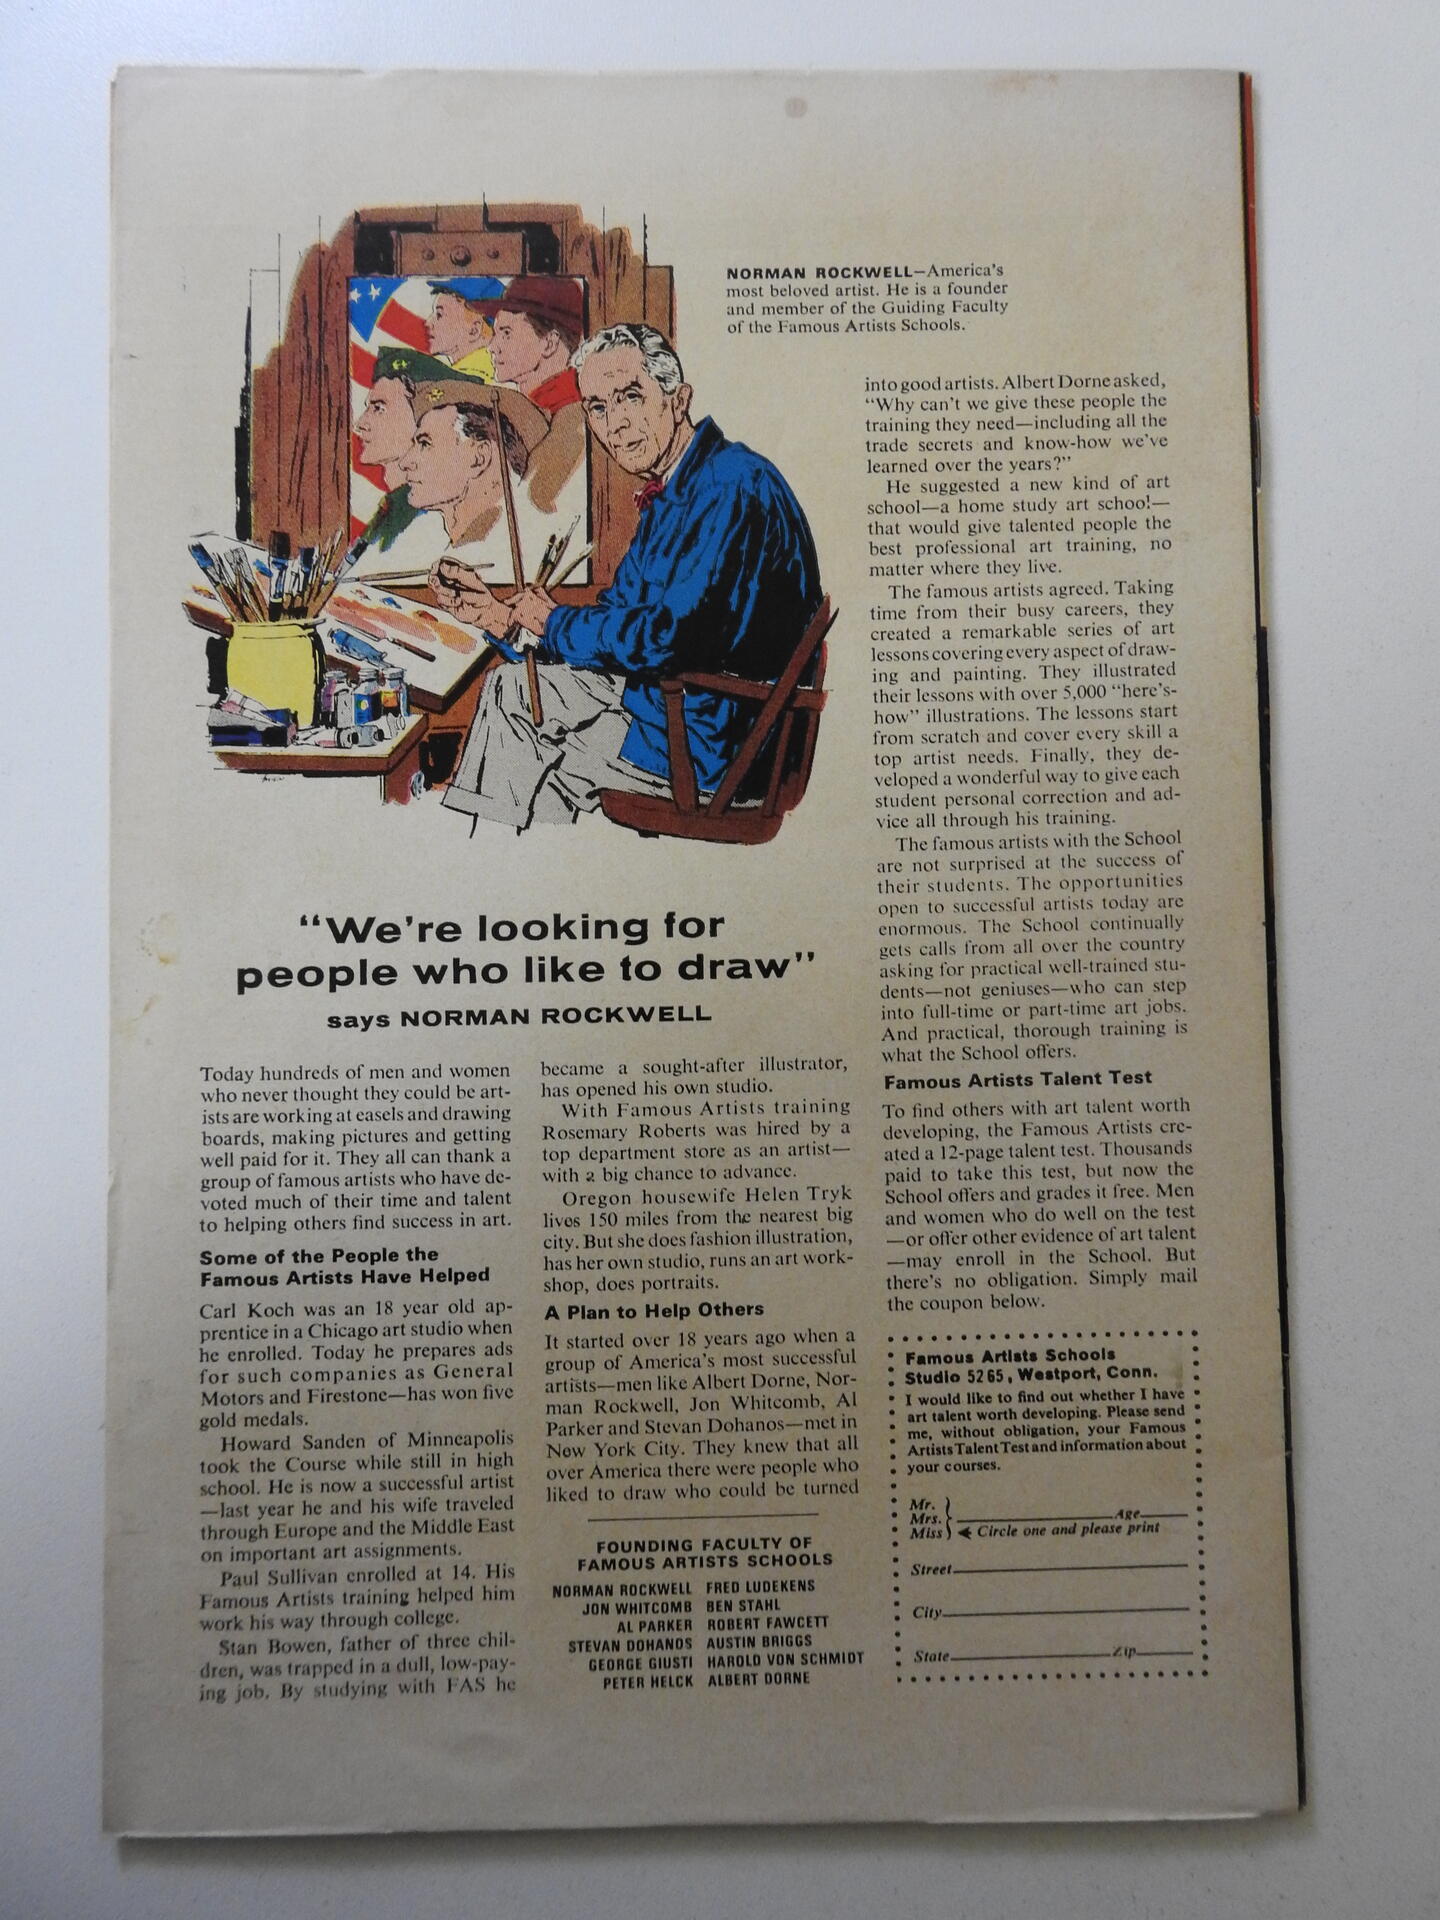 NORMAN ROCKWELL—America's
most beloved artist. He is a founder
and member of the Guiding Faculty
of the Famous Artists Schools.
"We're looking for
people who like to draw"
says NORMAN ROCKWELL
Today hundreds of men and women
who never thought they could be art-
ists are working at easels and drawing
boards, making pictures and getting
well paid for it. They all can thank a
group of famous artists who have de-
voted much of their time and talent
to helping others find success in art.
Some of the People the
Famous Artists Have Helped
Carl Koch was an 18 year old ap-
prentice in a Chicago art studio when
he enrolled. Today he prepares ads
for such companies as General
Motors and Firestone—has won five
gold medals.
Howard Sanden of Minneapolis
took the Course while still in high
school. He is now a successful artist
—last year he and his wife traveled
through Europe and the Middle East
on important art assignments.
Paul Sullivan enrolled at 14. His
Famous Artists training helped him
work his way through college.
Stan Bowen, father of three chil-
dren, was trapped in a dull, low-pay-
ing job. By studying with FAS he
became a sought-after illustrator,
has opened his own studio.
With Famous Artists training
Rosemary Roberts was hired by a
top department store as an artist—
with a big chance to advance.
Oregon housewife Helen Tryk
lives 150 miles from the nearest big
city. But she does fashion illustration,
has her own studio, runs an art work-
shop, does portraits.
A Plan to Help Others
It started over 18 years ago when a
group of America's most successful
artists—men like Albert Dorne, Nor-
man Rockwell, Jon Whitcomb, Al
Parker and Stevan Dohanos—met in
New York City. They knew that all
over America there were people who
liked to draw who could be turned
into good artists. Albert Dorne asked,
"Why can't we give these people the
training they need—including all the
trade secrets and know-how we've
learned over the years?"
He suggested a new kind of art
school—a home study art school—
that would give talented people the
best professional art training, no
matter where they live.
The famous artists agreed. Taking
time from their busy careers, they
created a remarkable series of art
lessons covering every aspect of draw-
ing and painting. They illustrated
their lessons with over 5,000 "here's-
how" illustrations. The lessons start
from scratch and cover every skill a
top artist needs. Finally, they de-
veloped a wonderful way to give each
student personal correction and ad-
vice all through his training.
The famous artists with the School
are not surprised at the success of
their students. The opportunities
open to successful artists today are
enormous. The School continually
gets calls from all over the country
asking for practical well-trained stu-
dents—not geniuses—who can step
into full-time or part-time art jobs.
And practical, thorough training is
what the School offers.
Famous Artists Talent Test
To find others with art talent worth
developing, the Famous Artists cre-
ated a 12-page talent test. Thousands
paid to take this test, but now the
School offers and grades it free. Men
and women who do well on the test
—or offer other evidence of art talent
—may enroll in the School. But
there's no obligation. Simply mail
the coupon below.
FOUNDING FACULTY OF
FAMOUS ARTISTS SCHOOLS
NORMAN ROCKWELL FRED LUDEKENS
JON WHITCOMB BEN STAHL
AL PARKER ROBERT FAWCETT
STEVAN DOHANOS AUSTIN BRIGGS
GEORGE GIUSTI HAROLD VON SCHMIDT
PETER HELCK ALBERT DORNE
Famous Artists Schools
Studio 5265, Westport, Conn.
I would like to find out whether I have
art talent worth developing. Please send
me, without obligation, your Famous
Artists Talent Test and information about
your courses.
Mr.
Mrs. Age
Miss Circle one and please print
Street
City
State Zip